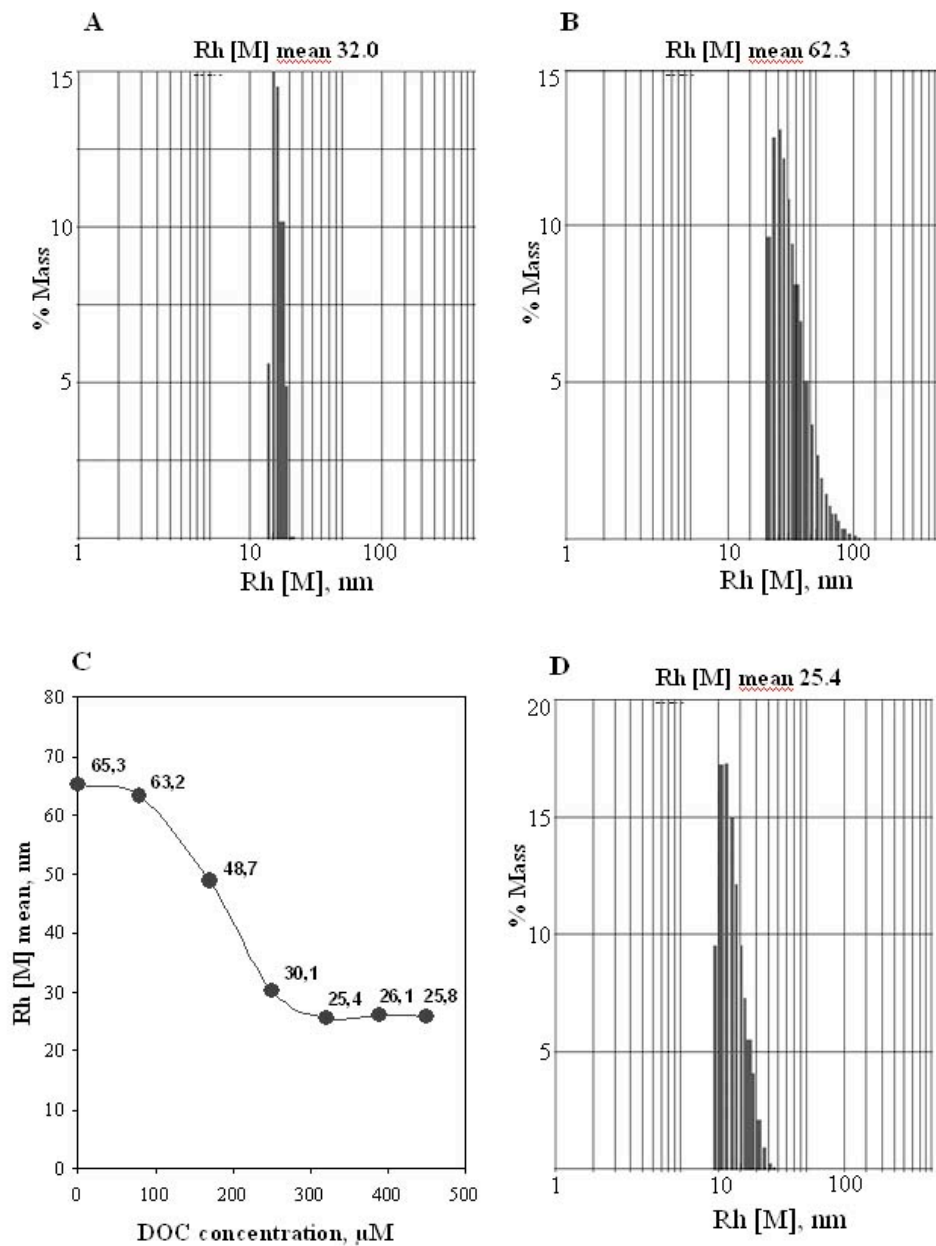 A
Rh [M] mean 32.0
15
10
5
% Mass
1 10 100
Rh [M], nm
B
Rh [M] mean 62.3
15
10
5
% Mass
1 10 100
Rh [M], nm
C
80
70
60
50
40
30
20
10
0
Rh [M] mean, nm
65,3
63,2
48,7
30,1
25,4
26,1
25,8
0 100 200 300 400 500
DOC concentration, µM
D
Rh [M] mean 25.4
20
15
10
5
% Mass
1 10 100
Rh [M], nm